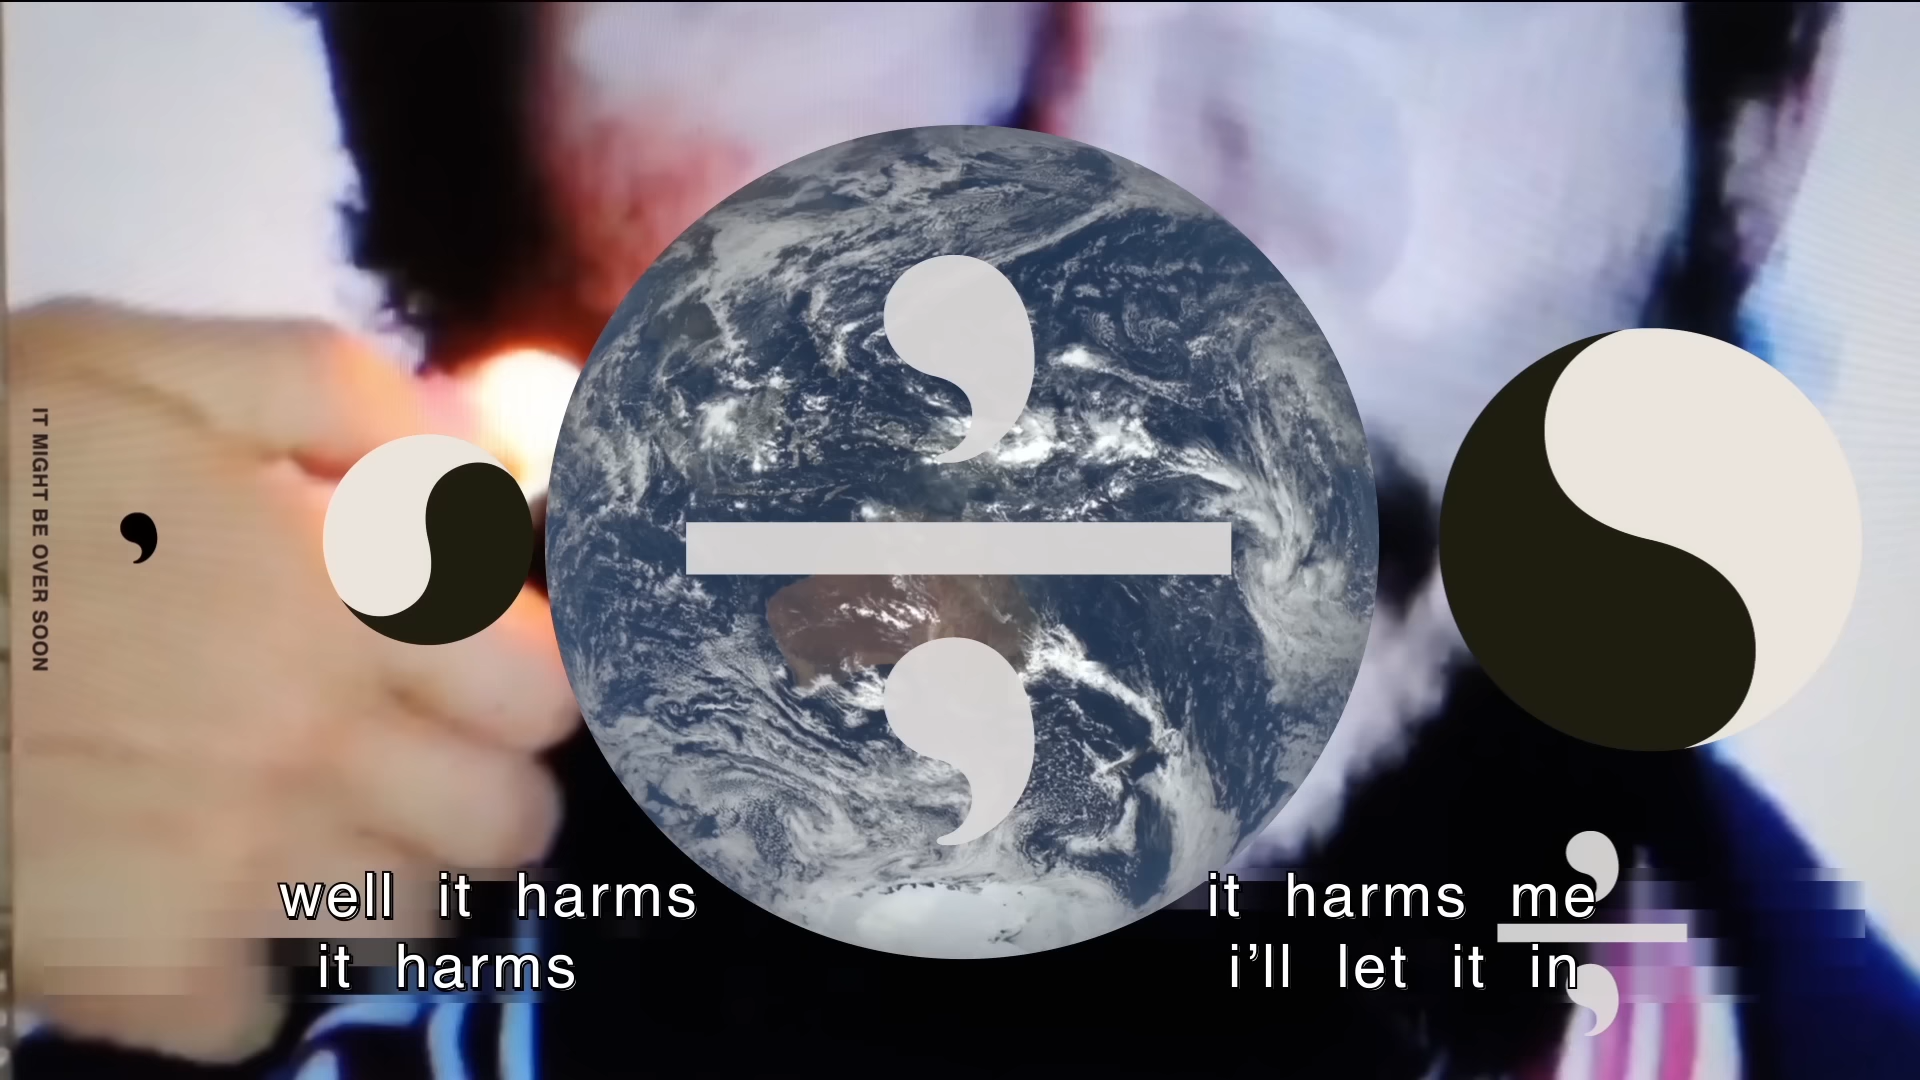 IT MIGHT BE OVER SOON
,
well it harms
it harms
it harms me
i’ll let it in